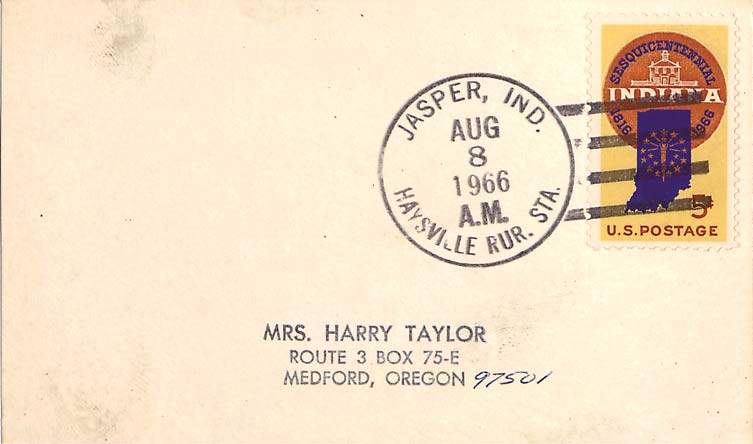 JASPER, IND.
AUG
8
1966
A.M.
HAYSVILLE RUR. STA.
SESQUICENTENNIAL
INDIANA
1816 1966
5¢
U.S. POSTAGE
MRS. HARRY TAYLOR
ROUTE 3 BOX 75-E
MEDFORD, OREGON 97501